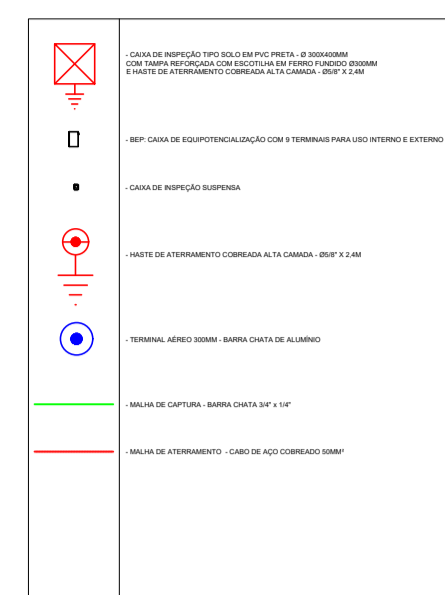 - CAIXA DE INSPEÇÃO TIPO SOLO EM PVC PRETA - Ø 300X400MM
COM TAMPA REFORÇADA COM ESCOTILHA EM FERRO FUNDIDO Ø300MM
E HASTE DE ATERRAMENTO COBREADA ALTA CAMADA - Ø5/8" X 2,4M
- BEP: CAIXA DE EQUIPOTENCIALIZAÇÃO COM 9 TERMINAIS PARA USO INTERNO E EXTERNO
- CAIXA DE INSPEÇÃO SUSPENSA
- HASTE DE ATERRAMENTO COBREADA ALTA CAMADA - Ø5/8" X 2,4M
- TERMINAL AÉREO 300MM - BARRA CHATA DE ALUMÍNIO
- MALHA DE CAPTURA - BARRA CHATA 3/4" x 1/4"
- MALHA DE ATERRAMENTO - CABO DE AÇO COBREADO 50MM²